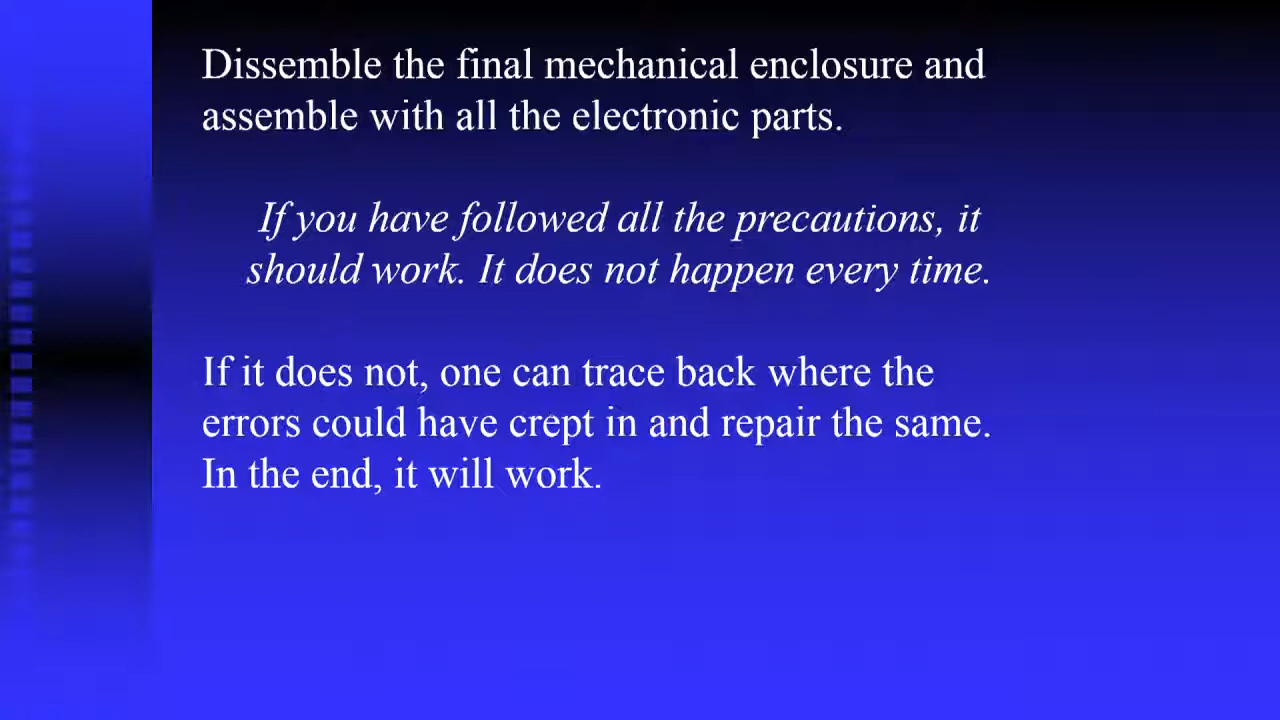 Dissemble the final mechanical enclosure and
assemble with all the electronic parts.
If you have followed all the precautions, it
should work. It does not happen every time.
If it does not, one can trace back where the
errors could have crept in and repair the same.
In the end, it will work.